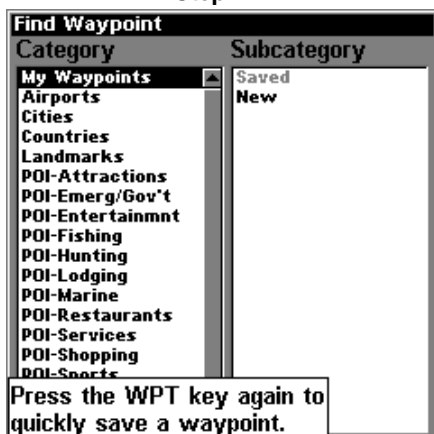 Find Waypoint
Category Subcategory
My Waypoints
Airports
Cities
Countries
Landmarks
POI-Attractions
POI-Emerg/Gov't
POI-Entertainmnt
POI-Fishing
POI-Hunting
POI-Lodging
POI-Marine
POI-Restaurants
POI-Services
POI-Shopping
POI-Sports
Saved
New
Press the WPT key again to
quickly save a waypoint.